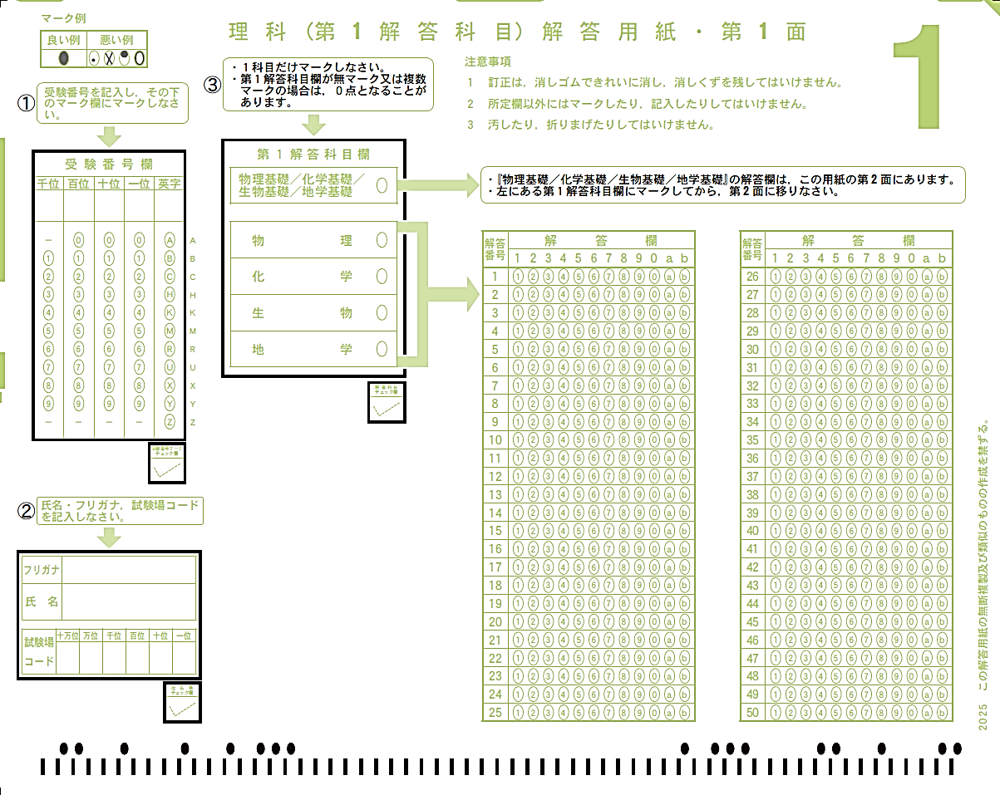 マーク例
良い例 悪い例
理科(第1解答科目)解答用紙・第1面
1
注意事項
1 訂正は，消しゴムできれいに消し，消しくずを残してはいけません。
2 所定欄以外にはマークしたり，記入したりしてはいけません。
3 汚したり，折りまげたりしてはいけません。
① 受験番号を記入し，その下
のマーク欄にマークしなさ
い。
受験番号欄
千位 百位 十位 一位 英字
－ 0 0 0 A A
1 1 1 1 B B
2 2 2 2 C C
3 3 3 3 H H
4 4 4 4 K K
5 5 5 5 M M
6 6 6 6 R R
7 7 7 7 U U
8 8 8 8 X X
9 9 9 9 Y Y
－ － － － Z Z
受験番号マーク
チェック欄
② 氏名・フリガナ，試験場コード
を記入しなさい。
フリガナ
氏名
試験場
コード
十万位 万位 千位 百位 十位 一位
チェック欄
③ ・1科目だけマークしなさい。
・第1解答科目欄が無マーク又は複数
マークの場合は，0点となることが
あります。
第1解答科目欄
物理基礎／化学基礎／
生物基礎／地学基礎
物理
化学
生物
地学
解答科目
チェック欄
・『物理基礎／化学基礎／生物基礎／地学基礎』の解答欄は，この用紙の第2面にあります。
・左にある第1解答科目欄にマークしてから，第2面に移りなさい。
解答
番号
解答欄
1 2 3 4 5 6 7 8 9 0 a b
1 1 2 3 4 5 6 7 8 9 0 a b
2 1 2 3 4 5 6 7 8 9 0 a b
3 1 2 3 4 5 6 7 8 9 0 a b
4 1 2 3 4 5 6 7 8 9 0 a b
5 1 2 3 4 5 6 7 8 9 0 a b
6 1 2 3 4 5 6 7 8 9 0 a b
7 1 2 3 4 5 6 7 8 9 0 a b
8 1 2 3 4 5 6 7 8 9 0 a b
9 1 2 3 4 5 6 7 8 9 0 a b
10 1 2 3 4 5 6 7 8 9 0 a b
11 1 2 3 4 5 6 7 8 9 0 a b
12 1 2 3 4 5 6 7 8 9 0 a b
13 1 2 3 4 5 6 7 8 9 0 a b
14 1 2 3 4 5 6 7 8 9 0 a b
15 1 2 3 4 5 6 7 8 9 0 a b
16 1 2 3 4 5 6 7 8 9 0 a b
17 1 2 3 4 5 6 7 8 9 0 a b
18 1 2 3 4 5 6 7 8 9 0 a b
19 1 2 3 4 5 6 7 8 9 0 a b
20 1 2 3 4 5 6 7 8 9 0 a b
21 1 2 3 4 5 6 7 8 9 0 a b
22 1 2 3 4 5 6 7 8 9 0 a b
23 1 2 3 4 5 6 7 8 9 0 a b
24 1 2 3 4 5 6 7 8 9 0 a b
25 1 2 3 4 5 6 7 8 9 0 a b
解答
番号
解答欄
1 2 3 4 5 6 7 8 9 0 a b
26 1 2 3 4 5 6 7 8 9 0 a b
27 1 2 3 4 5 6 7 8 9 0 a b
28 1 2 3 4 5 6 7 8 9 0 a b
29 1 2 3 4 5 6 7 8 9 0 a b
30 1 2 3 4 5 6 7 8 9 0 a b
31 1 2 3 4 5 6 7 8 9 0 a b
32 1 2 3 4 5 6 7 8 9 0 a b
33 1 2 3 4 5 6 7 8 9 0 a b
34 1 2 3 4 5 6 7 8 9 0 a b
35 1 2 3 4 5 6 7 8 9 0 a b
36 1 2 3 4 5 6 7 8 9 0 a b
37 1 2 3 4 5 6 7 8 9 0 a b
38 1 2 3 4 5 6 7 8 9 0 a b
39 1 2 3 4 5 6 7 8 9 0 a b
40 1 2 3 4 5 6 7 8 9 0 a b
41 1 2 3 4 5 6 7 8 9 0 a b
42 1 2 3 4 5 6 7 8 9 0 a b
43 1 2 3 4 5 6 7 8 9 0 a b
44 1 2 3 4 5 6 7 8 9 0 a b
45 1 2 3 4 5 6 7 8 9 0 a b
46 1 2 3 4 5 6 7 8 9 0 a b
47 1 2 3 4 5 6 7 8 9 0 a b
48 1 2 3 4 5 6 7 8 9 0 a b
49 1 2 3 4 5 6 7 8 9 0 a b
50 1 2 3 4 5 6 7 8 9 0 a b
2025 この解答用紙の無断複製及び類似のものの作成を禁ずる。